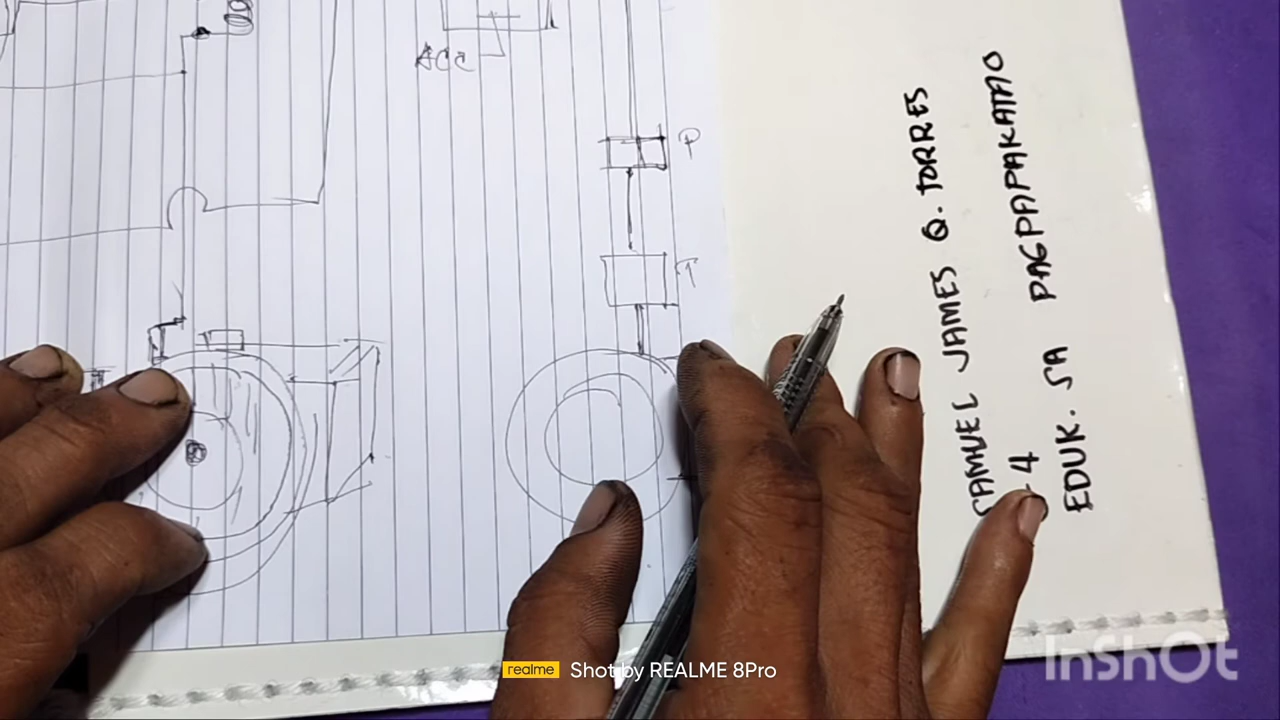 ACC
P
T
SAMUEL JAMES Q. TORRES
- 4
EDUK. SA PAGPAPAKATAO
realme Shot by REALME 8Pro
InShOt